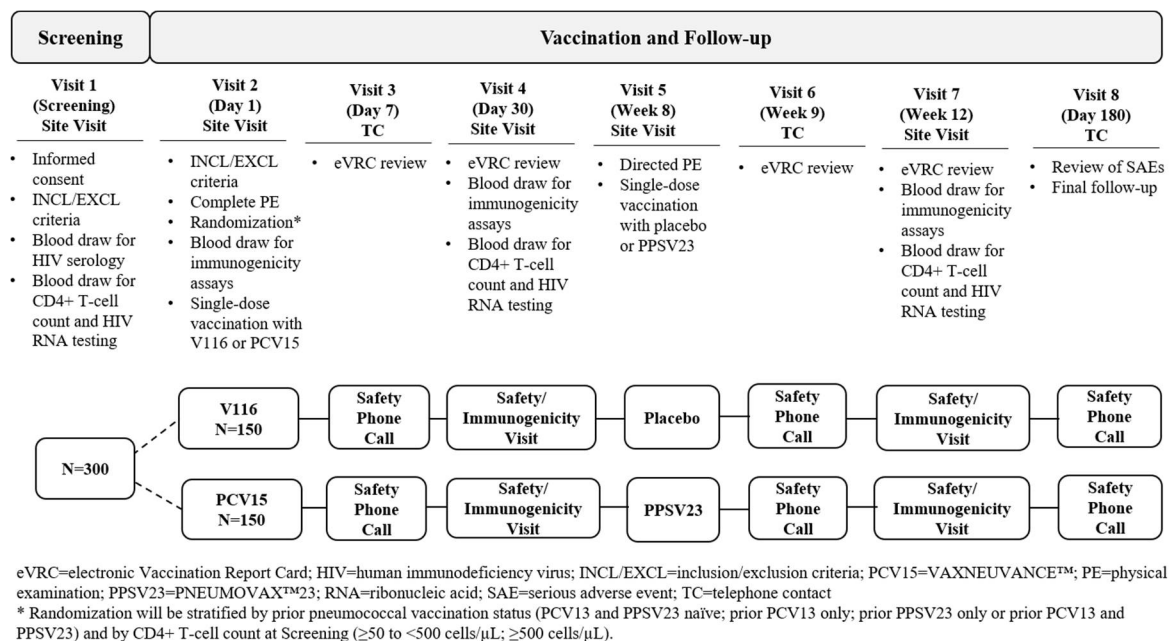 Screening
Vaccination and Follow-up
Visit 1
(Screening)
Site Visit
• Informed
consent
• INCL/EXCL
criteria
• Blood draw for
HIV serology
• Blood draw for
CD4+ T-cell
count and HIV
RNA testing
Visit 2
(Day 1)
Site Visit
• INCL/EXCL
criteria
• Complete PE
• Randomization*
• Blood draw for
immunogenicity
assays
• Single-dose
vaccination with
V116 or PCV15
Visit 3
(Day 7)
TC
• eVRC review
Visit 4
(Day 30)
Site Visit
• eVRC review
• Blood draw for
immunogenicity
assays
• Blood draw for
CD4+ T-cell
count and HIV
RNA testing
Visit 5
(Week 8)
Site Visit
• Directed PE
• Single-dose
vaccination
with placebo
or PPSV23
Visit 6
(Week 9)
TC
• eVRC review
Visit 7
(Week 12)
Site Visit
• eVRC review
• Blood draw for
immunogenicity
assays
• Blood draw for
CD4+ T-cell
count and HIV
RNA testing
Visit 8
(Day 180)
TC
• Review of SAEs
• Final follow-up
N=300
V116
N=150
Safety
Phone
Call
Safety/
Immunogenicity
Visit
Placebo
Safety
Phone
Call
Safety/
Immunogenicity
Visit
Safety
Phone
Call
PCV15
N=150
Safety
Phone
Call
Safety/
Immunogenicity
Visit
PPSV23
Safety
Phone
Call
Safety/
Immunogenicity
Visit
Safety
Phone
Call
eVRC=electronic Vaccination Report Card; HIV=human immunodeficiency virus; INCL/EXCL=inclusion/exclusion criteria; PCV15=VAXNEUVANCE™; PE=physical
examination; PPSV23=PNEUMOVAX™23; RNA=ribonucleic acid; SAE=serious adverse event; TC=telephone contact
* Randomization will be stratified by prior pneumococcal vaccination status (PCV13 and PPSV23 naïve; prior PCV13 only; prior PPSV23 only or prior PCV13 and
PPSV23) and by CD4+ T-cell count at Screening (≥50 to <500 cells/µL; ≥500 cells/µL).